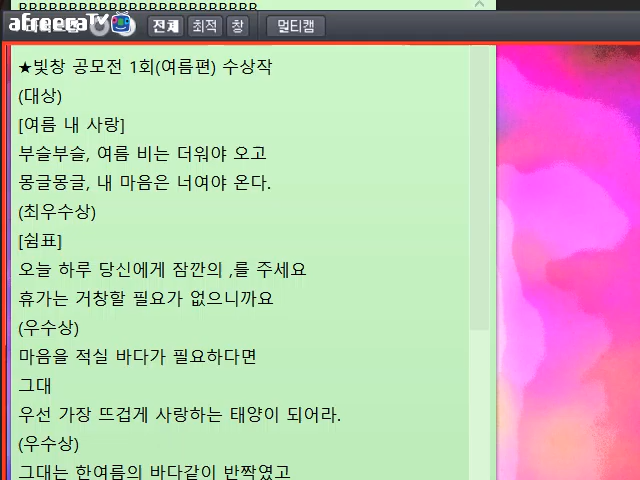 RRRRRRRRRRRRRRRRRRRRRRRR
afreecaTV
전체 최적 창 멀티캠
★빛창 공모전 1회(여름편) 수상작
(대상)
[여름 내 사랑]
부슬부슬, 여름 비는 더워야 오고
몽글몽글, 내 마음은 너여야 온다.
(최우수상)
[쉼표]
오늘 하루 당신에게 잠깐의 ,를 주세요
휴가는 거창할 필요가 없으니까요
(우수상)
마음을 적실 바다가 필요하다면
그대
우선 가장 뜨겁게 사랑하는 태양이 되어라.
(우수상)
그대는 한여름의 바다같이 반짝였고